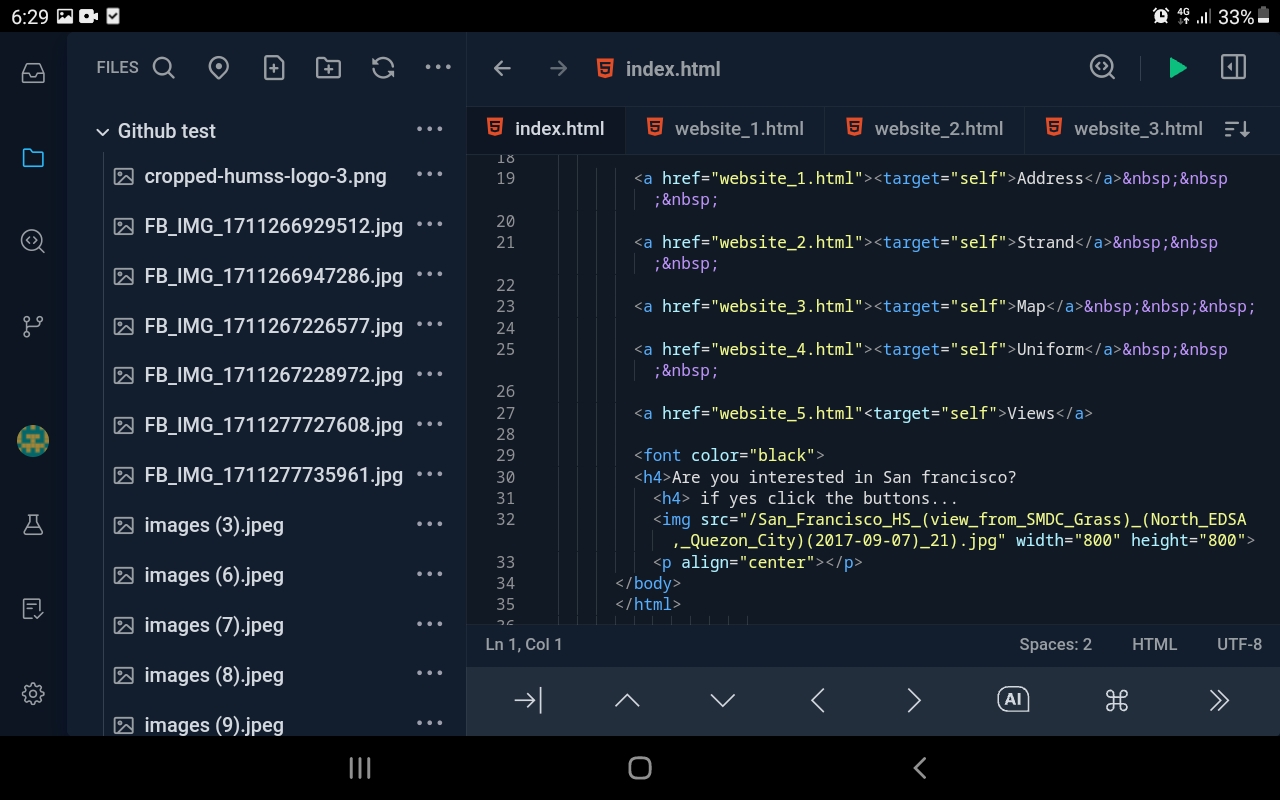 6:29
4G
33%
FILES
Github test
cropped-humss-logo-3.png
FB_IMG_1711266929512.jpg
FB_IMG_1711266947286.jpg
FB_IMG_1711267226577.jpg
FB_IMG_1711267228972.jpg
FB_IMG_1711277727608.jpg
FB_IMG_1711277735961.jpg
images (3).jpeg
images (6).jpeg
images (7).jpeg
images (8).jpeg
images (9).jpeg
index.html
index.html website_1.html website_2.html website_3.html
18
19 <a href="website_1.html"><target="self">Address</a>&nbsp;&nbsp
;&nbsp;
20
21 <a href="website_2.html"><target="self">Strand</a>&nbsp;&nbsp
;&nbsp;
22
23 <a href="website_3.html"><target="self">Map</a>&nbsp;&nbsp;&nbsp;
24
25 <a href="website_4.html"><target="self">Uniform</a>&nbsp;&nbsp
;&nbsp;
26
27 <a href="website_5.html"<target="self">Views</a>
28
29 <font color="black">
30 <h4>Are you interested in San francisco?
31 <h4> if yes click the buttons...
32 <img src="/San_Francisco_HS_(view_from_SMDC_Grass)_(North_EDSA
,_Quezon_City)(2017-09-07)_21).jpg" width="800" height="800">
33 <p align="center"></p>
34 </body>
35 </html>
36
Ln 1, Col 1 Spaces: 2 HTML UTF-8
AI